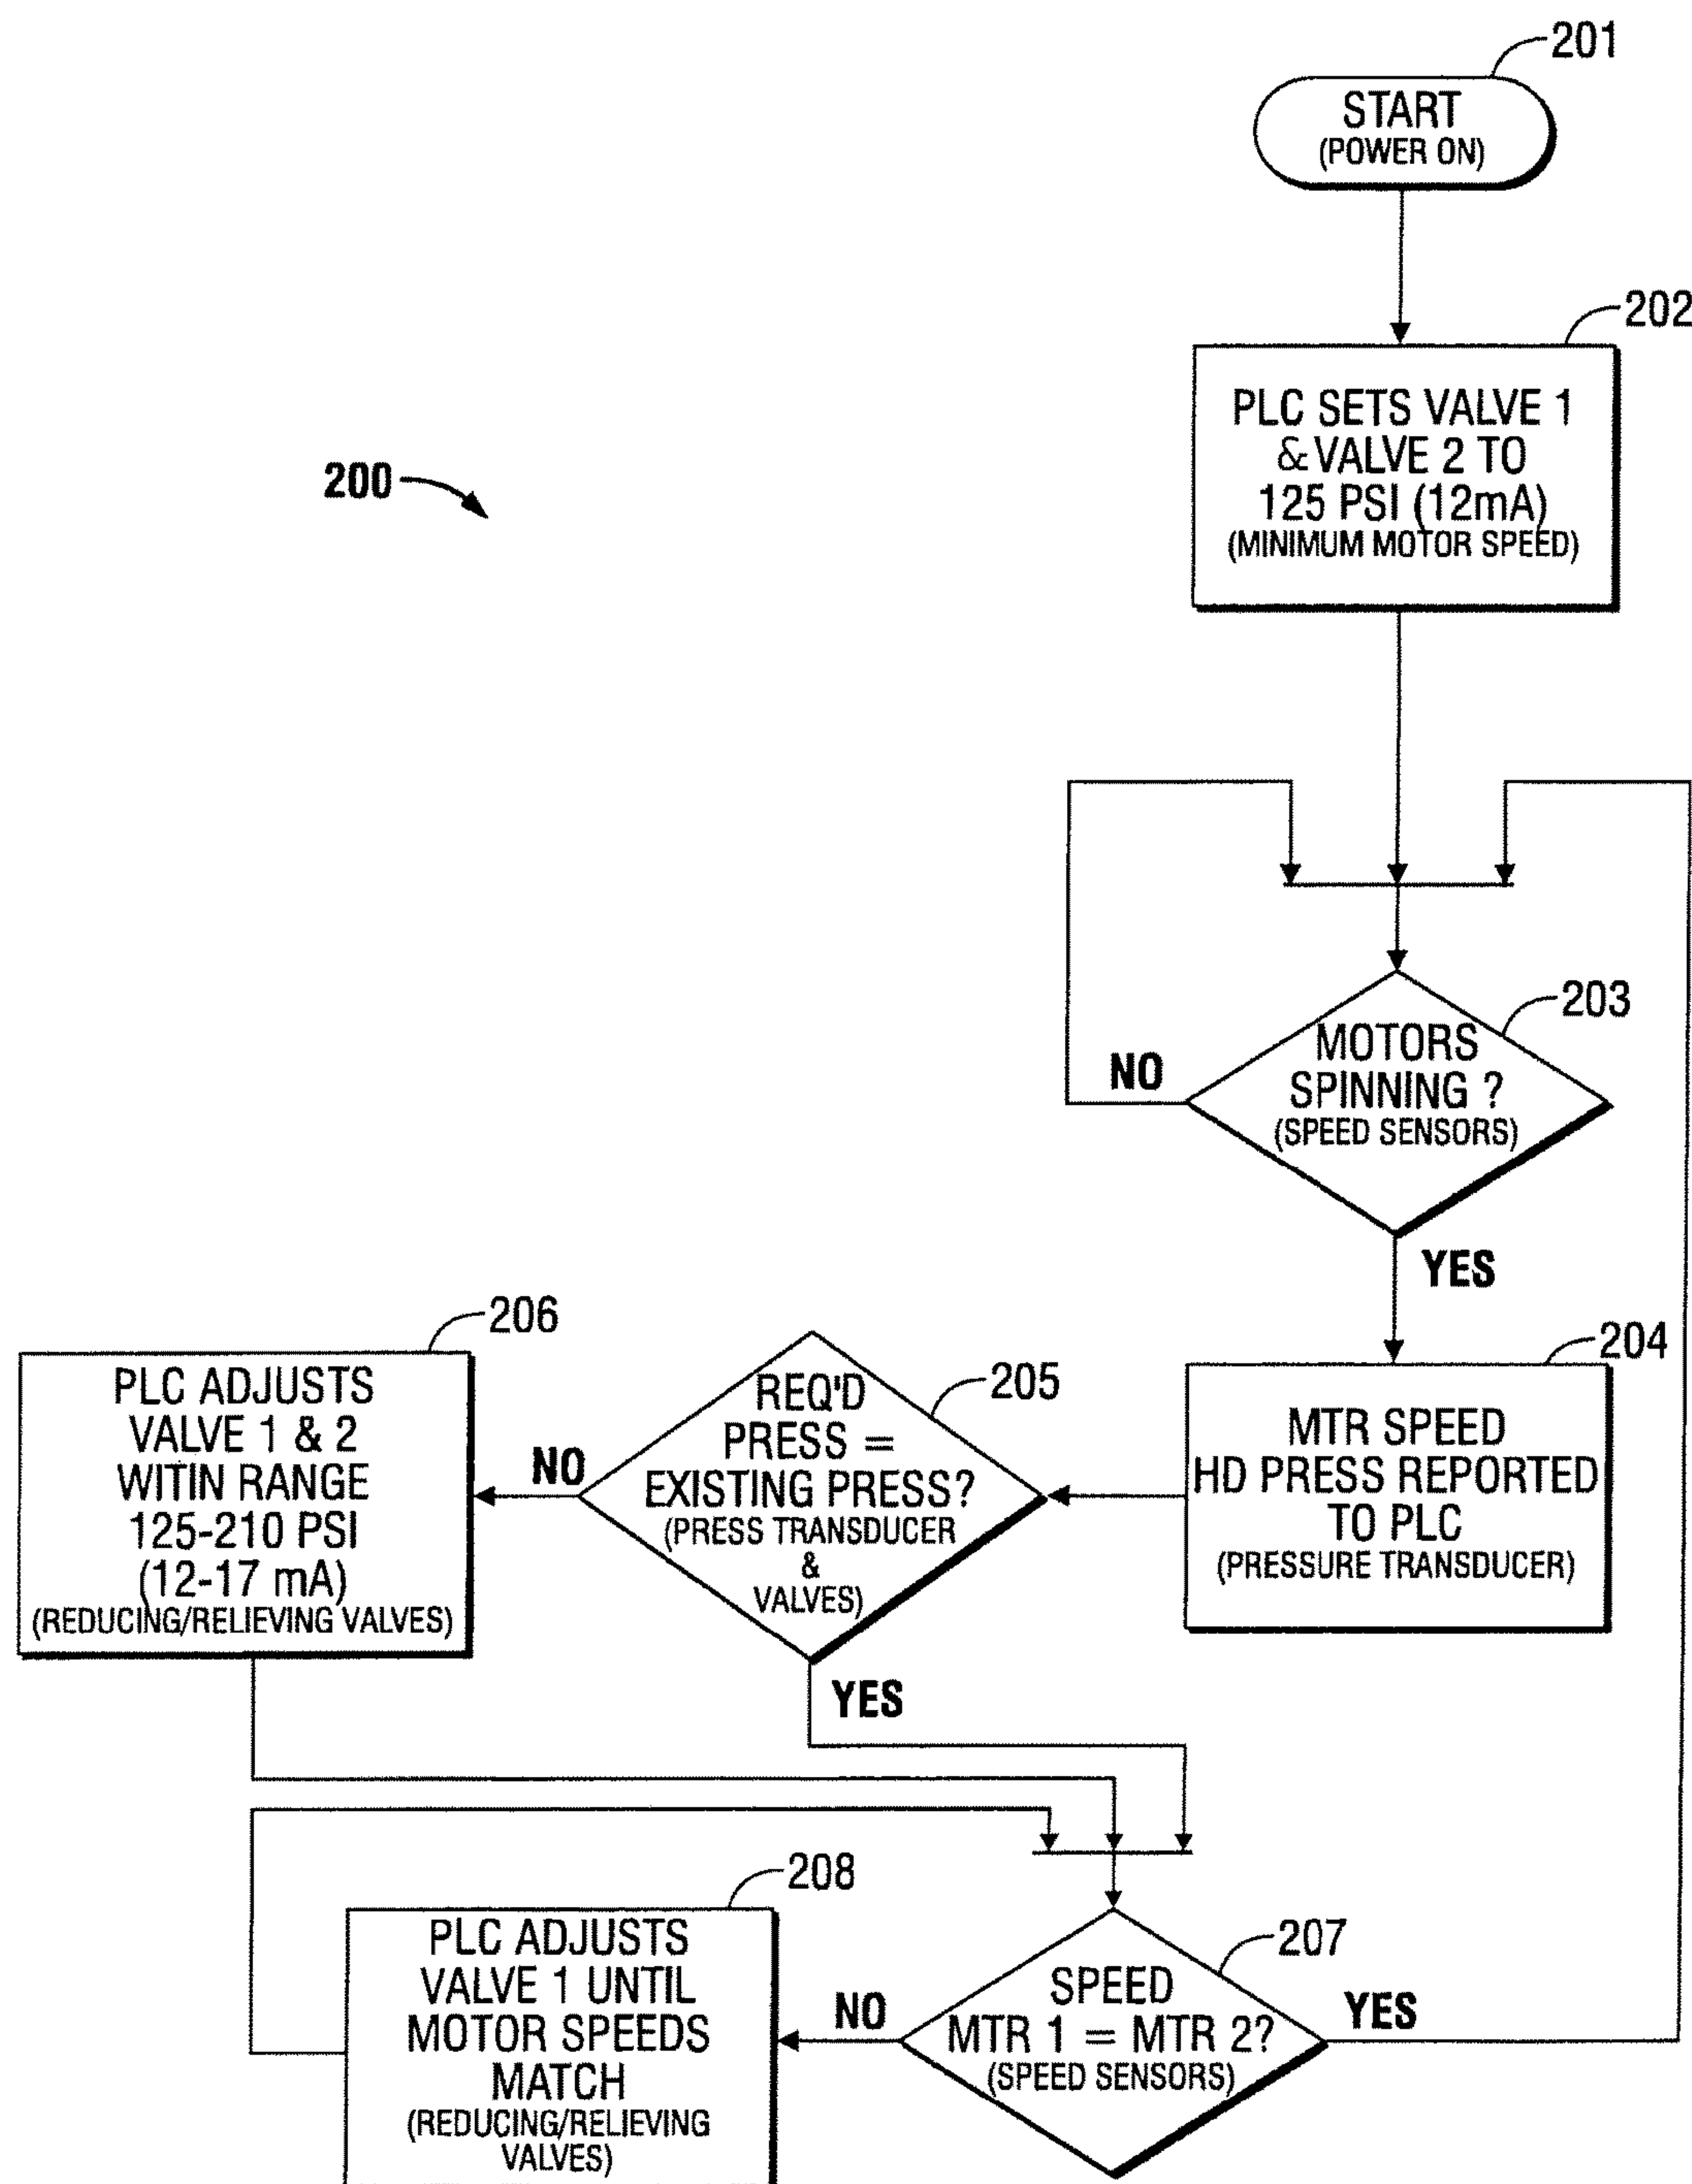 201
START
(POWER ON)
202
PLC SETS VALVE 1
& VALVE 2 TO
125 PSI (12mA)
(MINIMUM MOTOR SPEED)
200
203
MOTORS
SPINNING ?
(SPEED SENSORS)
NO
YES
204
MTR SPEED
HD PRESS REPORTED
TO PLC
(PRESSURE TRANSDUCER)
205
REQ'D
PRESS =
EXISTING PRESS?
(PRESS TRANSDUCER
&
VALVES)
NO
YES
206
PLC ADJUSTS
VALVE 1 & 2
WITIN RANGE
125-210 PSI
(12-17 mA)
(REDUCING/RELIEVING VALVES)
207
SPEED
MTR 1 = MTR 2?
(SPEED SENSORS)
NO
YES
208
PLC ADJUSTS
VALVE 1 UNTIL
MOTOR SPEEDS
MATCH
(REDUCING/RELIEVING
VALVES)